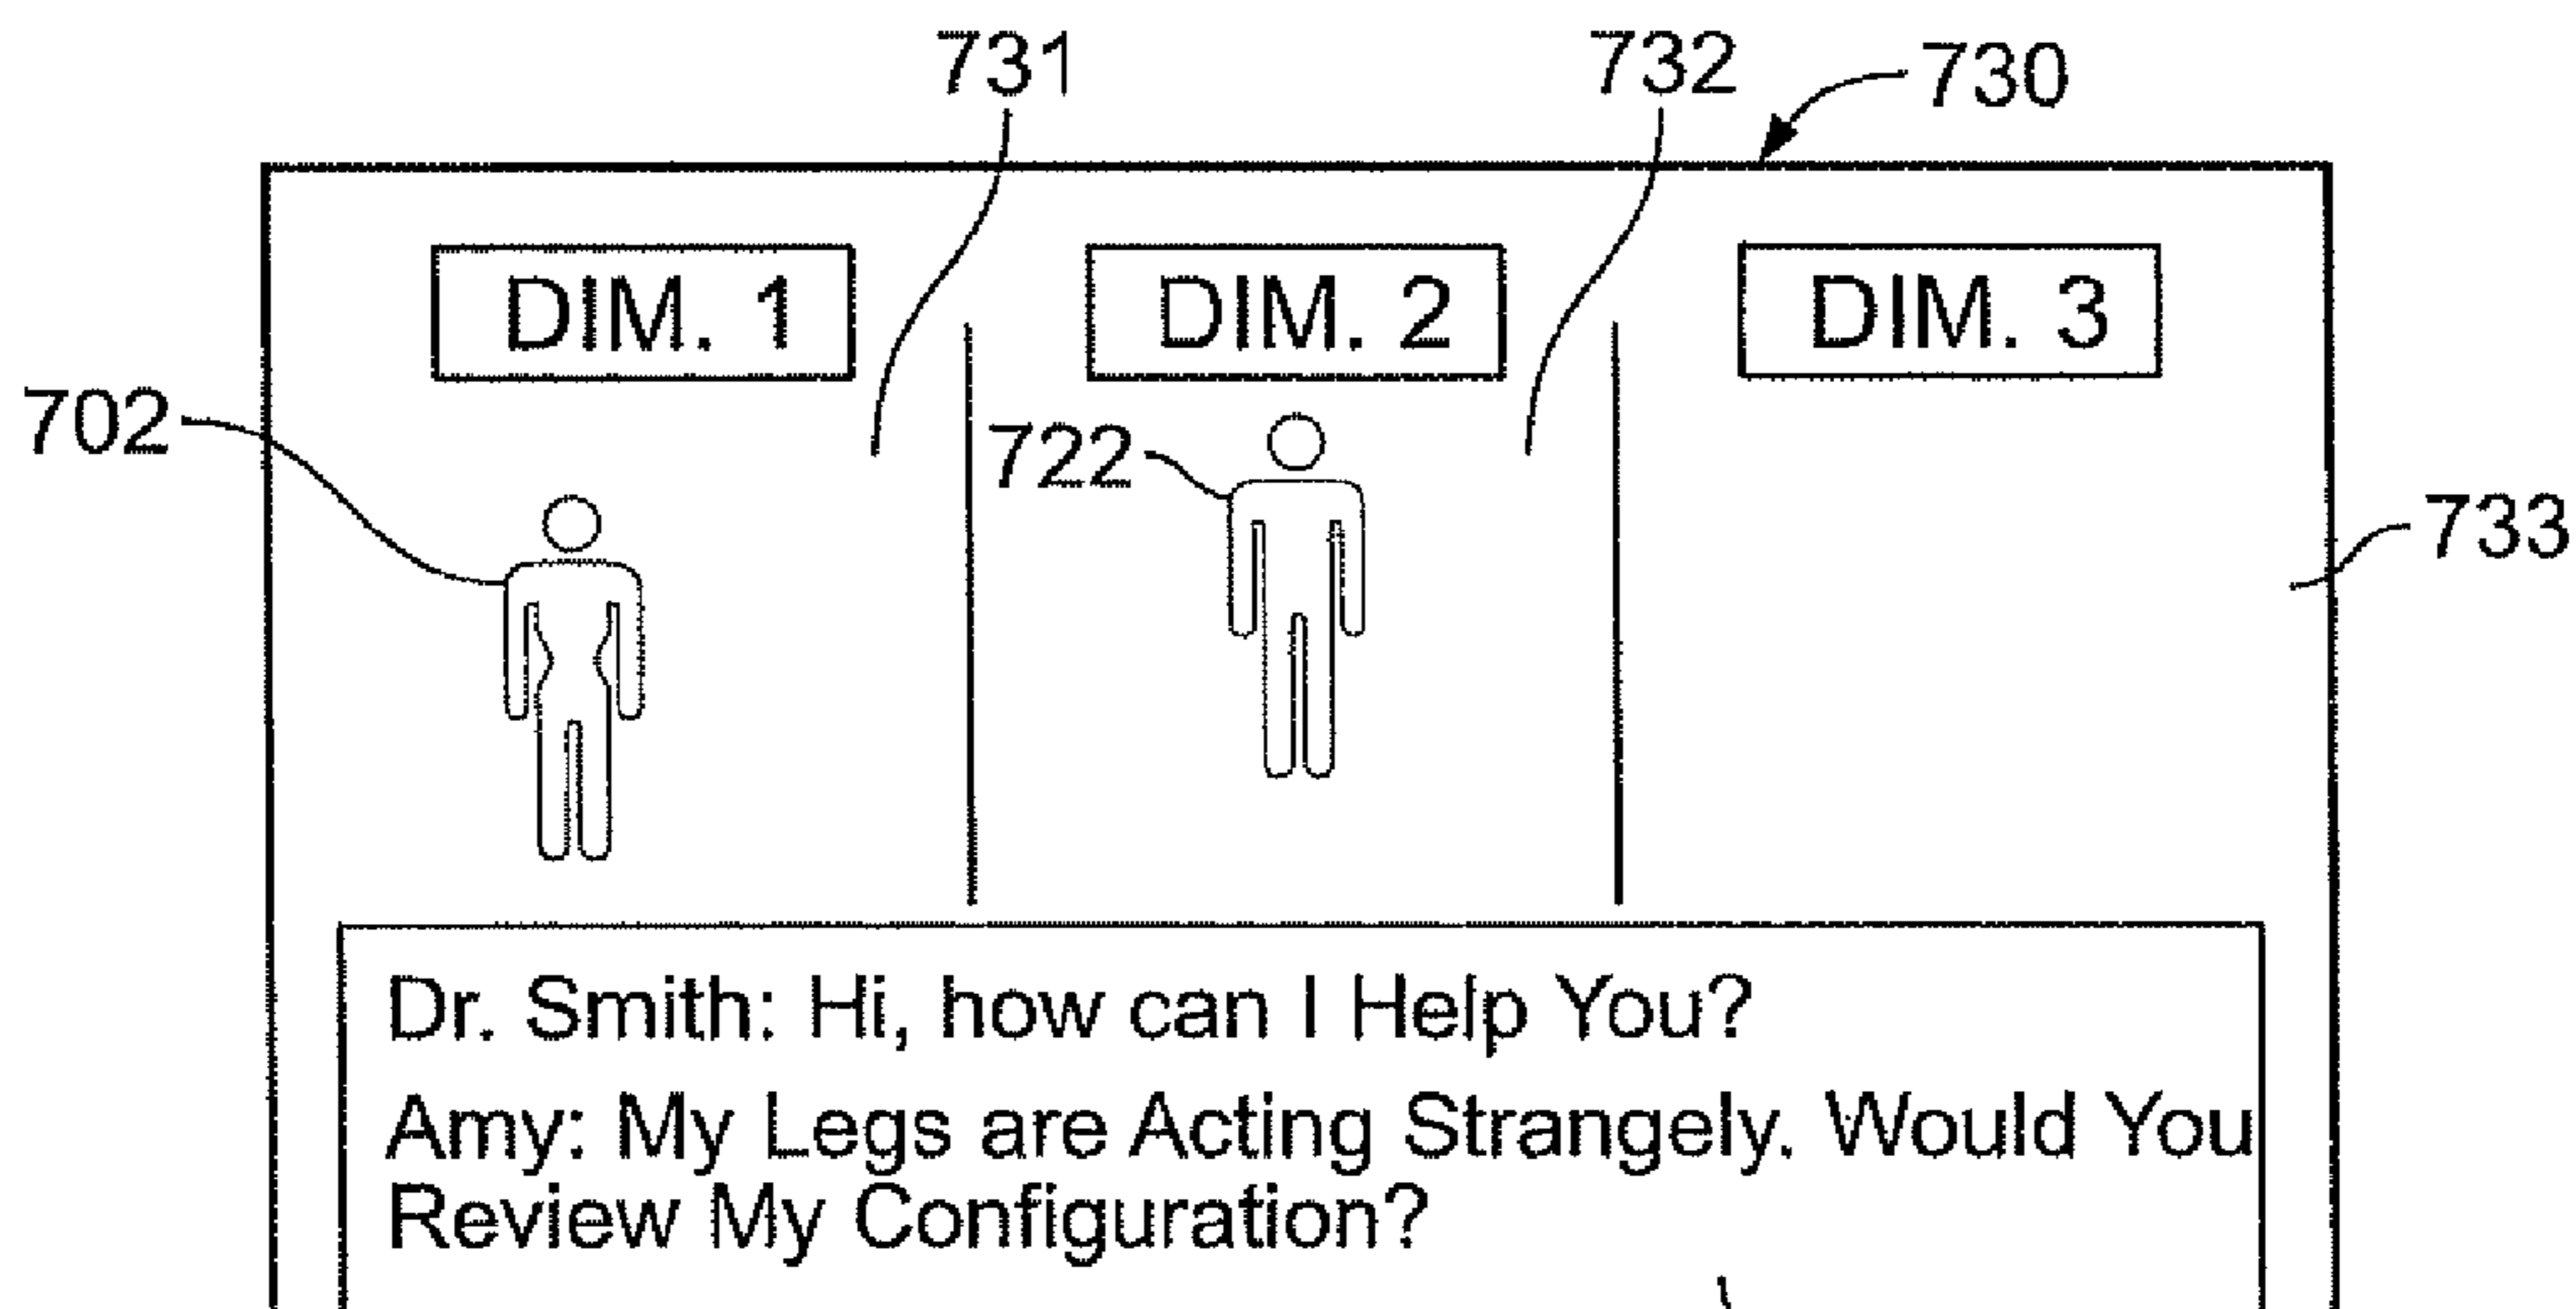 731
732
730
DIM. 1
DIM. 2
DIM. 3
702
722
733
Dr. Smith: Hi, how can I Help You?
Amy: My Legs are Acting Strangely. Would You
Review My Configuration?